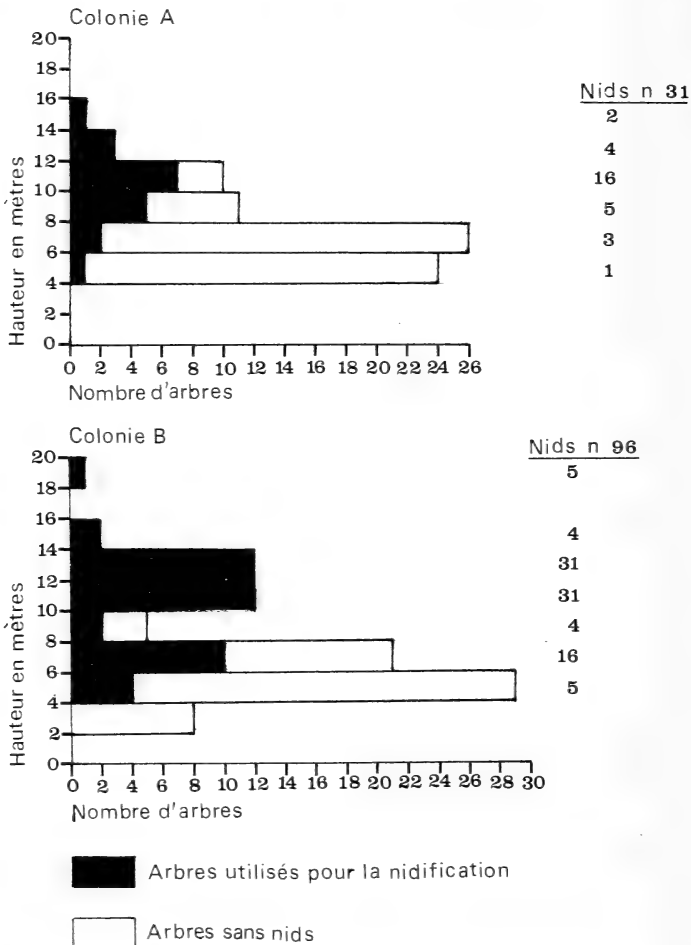 Colonie A
Nids n 31
20
18
16
14
12
10
8
6
4
2
0
Hauteur en mètres
2
4
16
5
3
1
0 2 4 6 8 10 12 14 16 18 20 22 24 26
Nombre d'arbres
Colonie B
Nids n 96
20
18
16
14
12
10
8
6
4
2
0
Hauteur en mètres
5
4
31
31
4
16
5
0 2 4 6 8 10 12 14 16 18 20 22 24 26 28 30
Nombre d'arbres
Arbres utilisés pour la nidification
Arbres sans nids